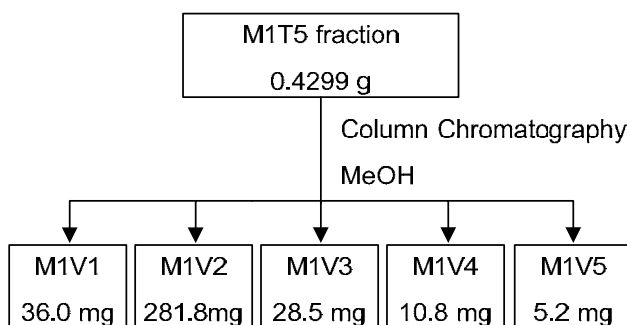 M1T5 fraction
0.4299 g
Column Chromatography
MeOH
M1V1
36.0 mg
M1V2
281.8mg
M1V3
28.5 mg
M1V4
10.8 mg
M1V5
5.2 mg